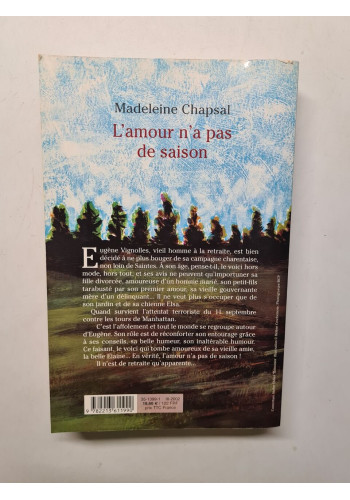 Madeleine Chapsal
L'amour n'a pas
de saison
Eugène Vignolles, vieil homme à la retraite, est bien
décidé à ne plus bouger de sa campagne charentaise,
non loin de Saintes. À son âge, pense-t-il, le voici hors
mode, hors tout, et ses avis ne peuvent qu'importuner sa
fille divorcée, amoureuse d'un homme marié, son petit-fils
tarabusté par son premier amour, sa vieille gouvernante
mère d'un délinquant... Il ne veut plus s'occuper que de
son jardin et de sa chienne Elsa.
Quand survient l'attentat terroriste du 11 septembre
contre les tours de Manhattan.
C'est l'affolement et tout le monde se regroupe autour
d'Eugène. Son rôle est de réconforter son entourage grâce
à ses conseils, sa belle humeur, son inaltérable humour.
Ce faisant, le voici qui tombe amoureux de sa vieille amie,
la belle Elaine... En vérité, l'amour n'a pas de saison !
Il n'est de retraite qu'apparente...
prix TTC France